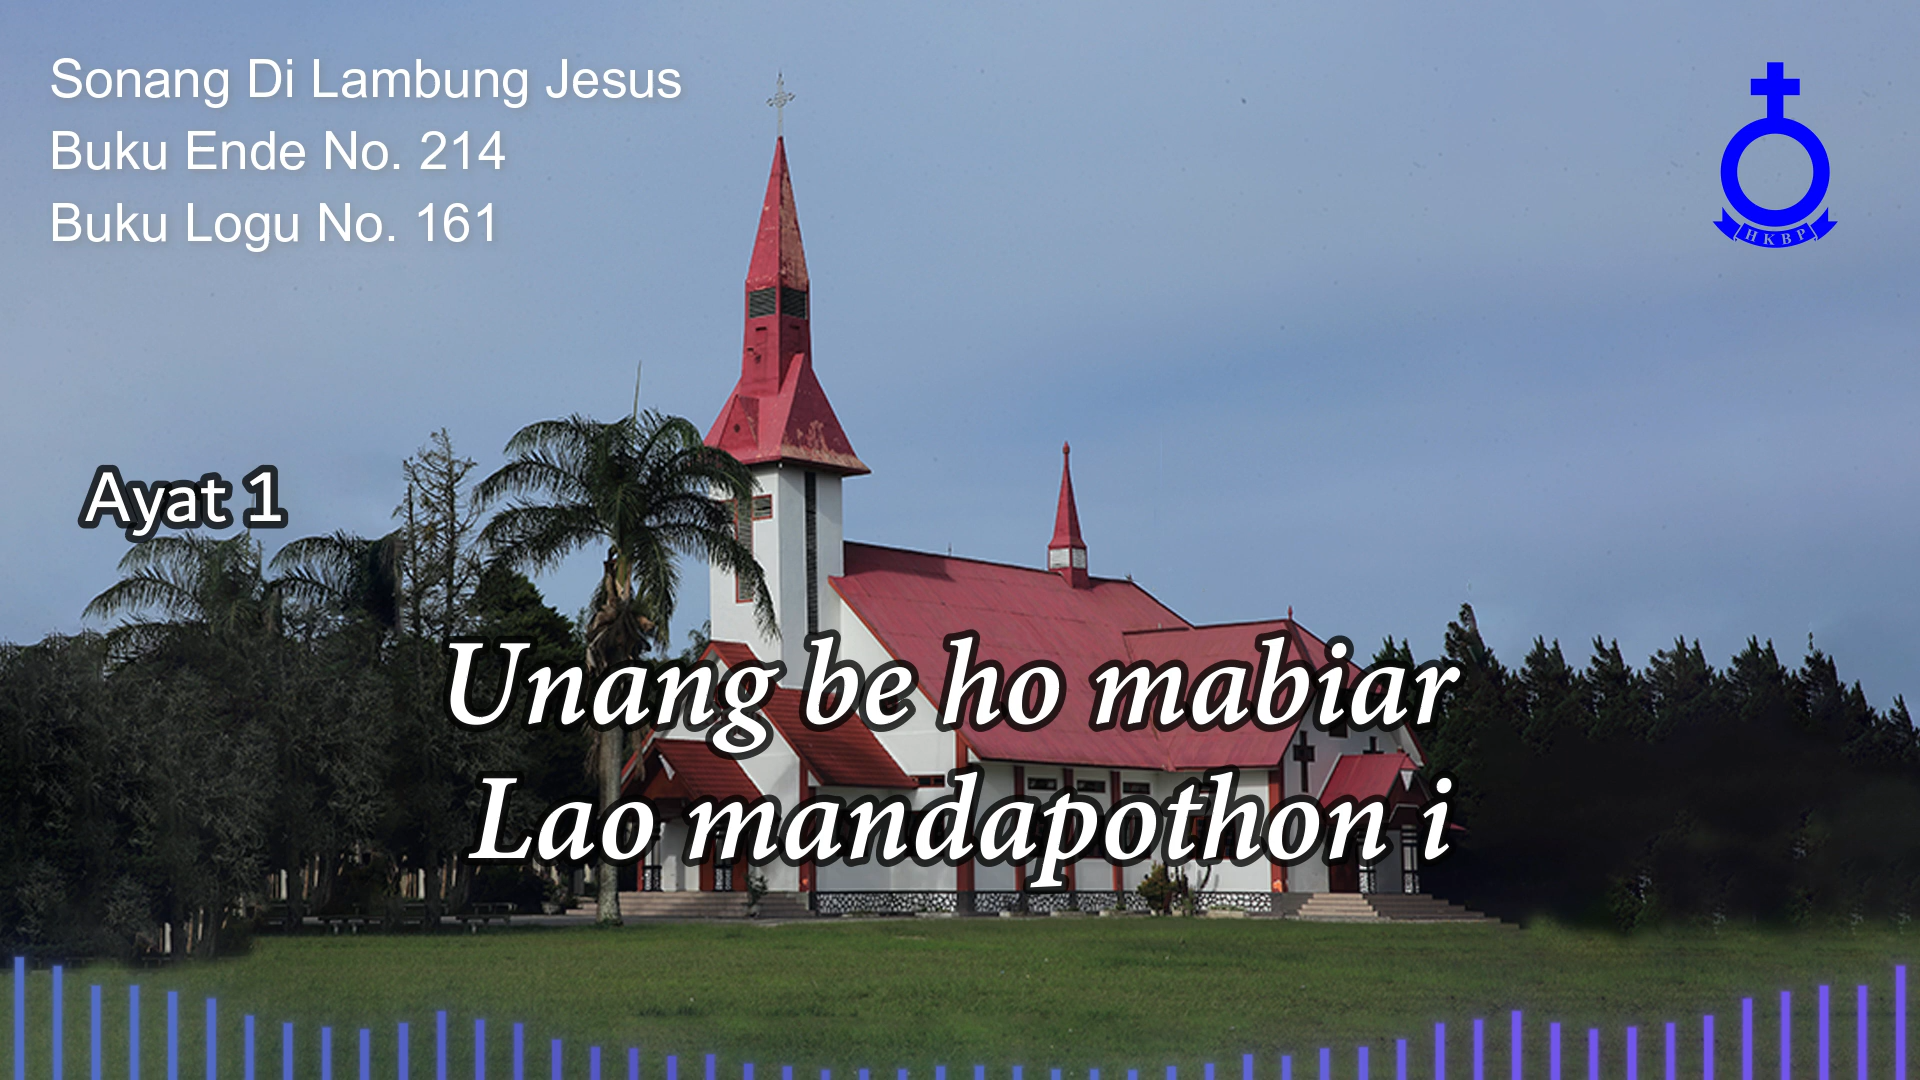 Sonang Di Lambung Jesus
Buku Ende No. 214
Buku Logu No. 161
HKBP
Ayat 1
Unang be ho mabiar
Lao mandapothon i